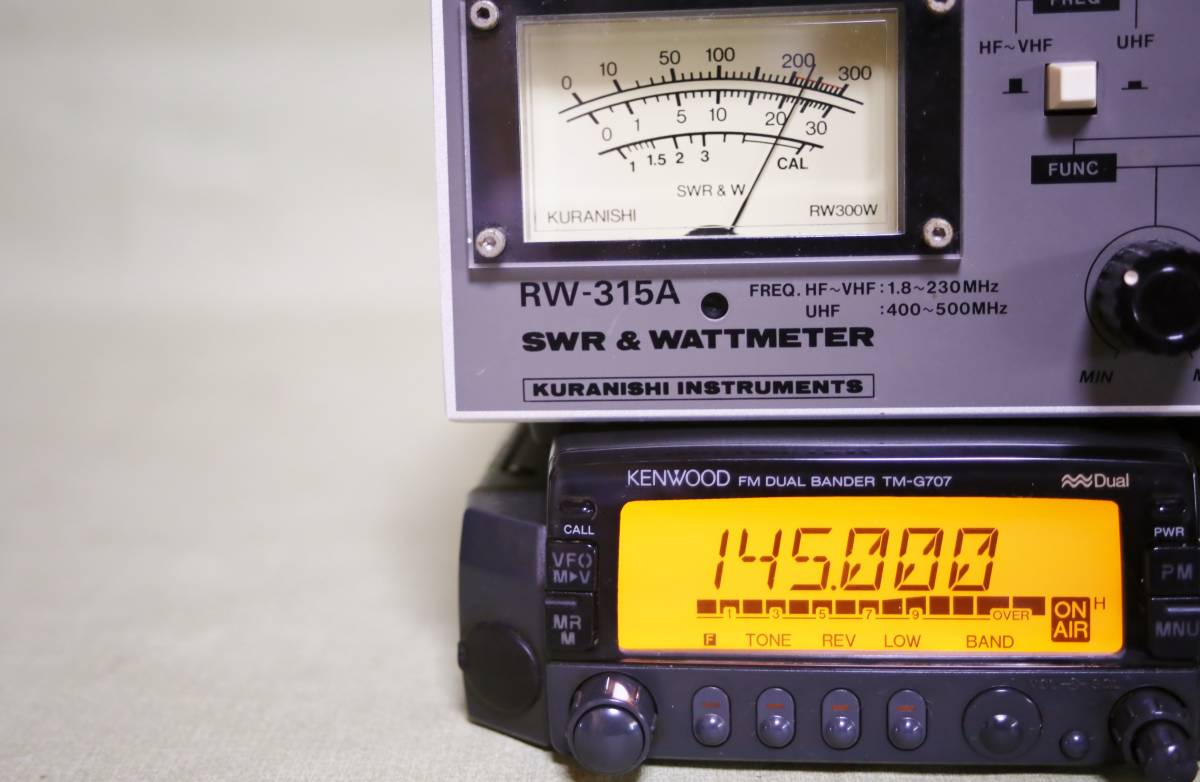 FREQ
HF~VHF UHF
0 10 50 100 200 300
0 1 5 10 20 30
1 1.5 2 3 CAL
SWR & W
KURANISHI RW300W
FUNC
RW-315A
FREQ. HF~VHF :1.8~230MHz
UHF :400~500MHz
SWR & WATTMETER
KURANISHI INSTRUMENTS
MIN
KENWOOD FM DUAL BANDER TM-G707 Dual
CALL
PWR
VFO
M▶V
PM
MR
M
MNU
145.000
1 3 5 7 9 OVER
ON
AIR
H
F TONE REV LOW BAND